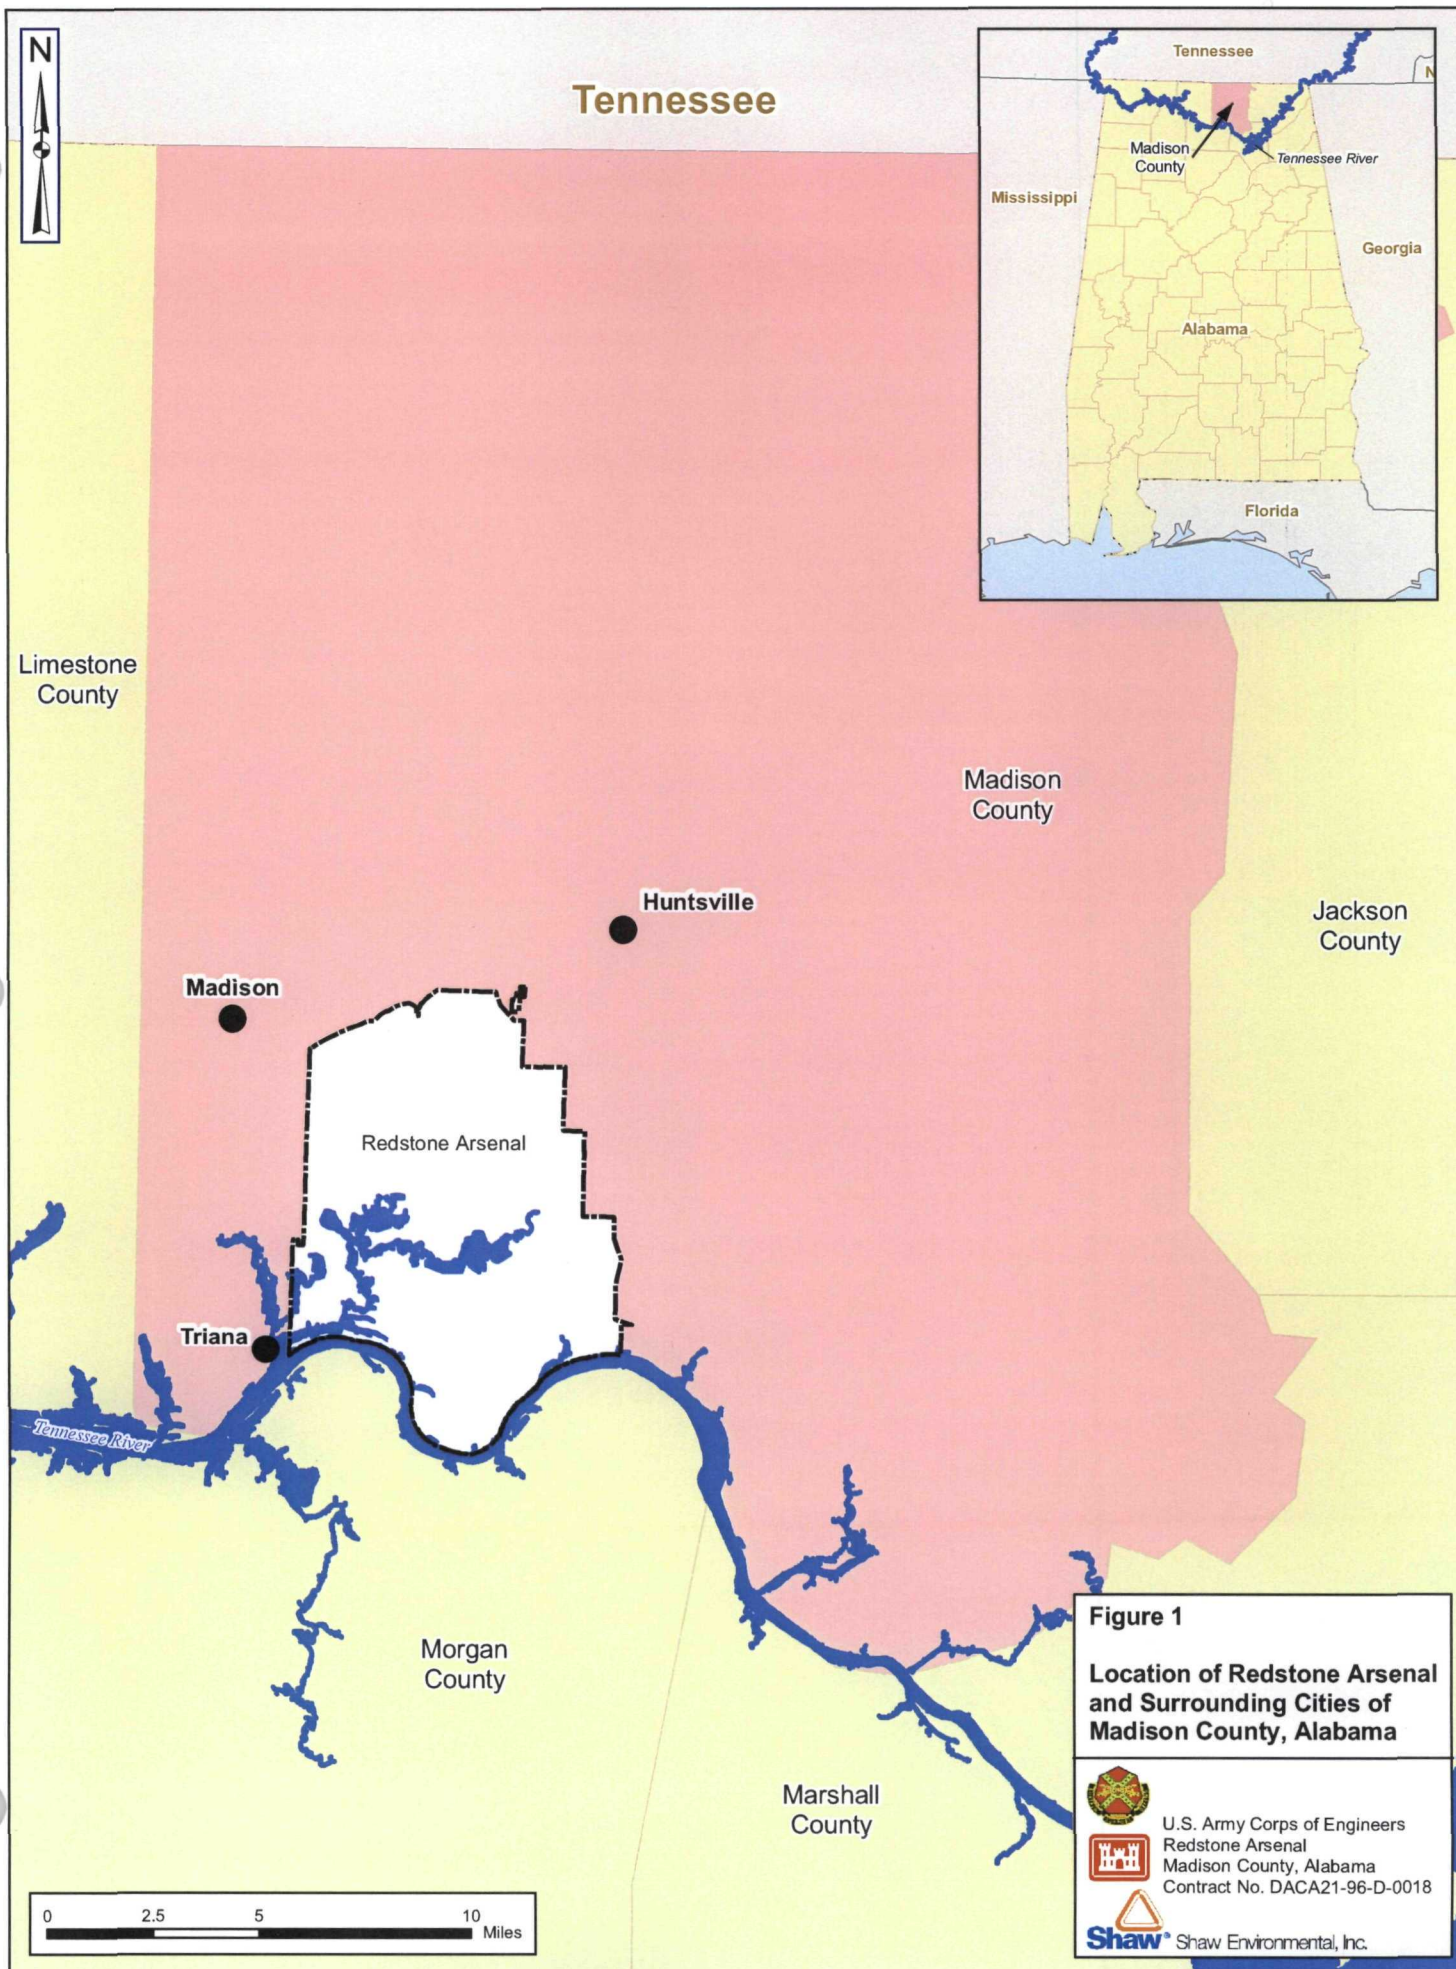 N
Tennessee
Tennessee
N
Madison
County
Tennessee River
Mississippi
Georgia
Alabama
Florida
Limestone
County
Madison
County
Huntsville
Jackson
County
Madison
Redstone Arsenal
Triana
Tennessee River
Morgan
County
Marshall
County
Figure 1
Location of Redstone Arsenal
and Surrounding Cities of
Madison County, Alabama
U.S. Army Corps of Engineers
Redstone Arsenal
Madison County, Alabama
Contract No. DACA21-96-D-0018
Shaw® Shaw Environmental, Inc.
0 2.5 5 10
Miles